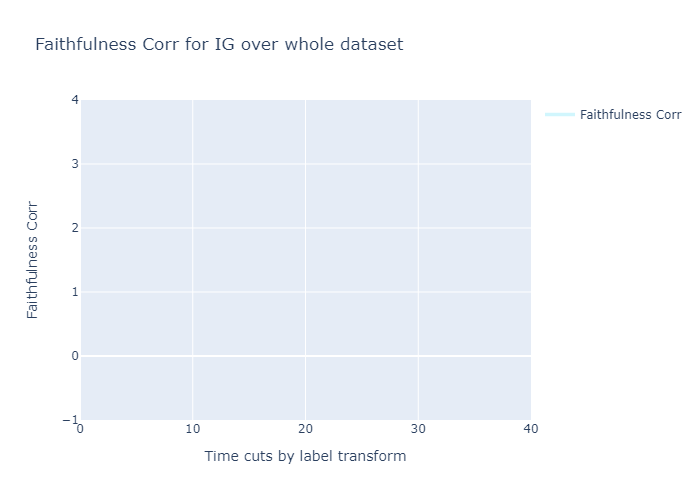 Faithfulness Corr for IG over whole dataset
Faithfulness Corr
4
3
2
1
0
−1
Faithfulness Corr
0
10
20
30
40
Time cuts by label transform